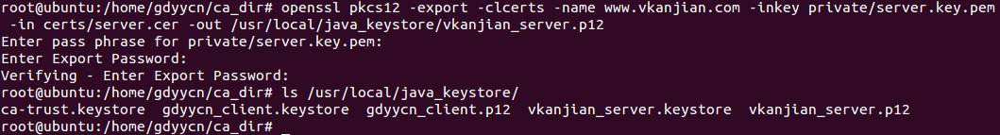 root@ubuntu:/home/gdyycn/ca_dir# openssl pkcs12 -export -clcerts -name www.vkanjian.com -inkey private/server.key.pem
-in certs/server.cer -out /usr/local/java_keystore/vkanjian_server.p12
Enter pass phrase for private/server.key.pem:
Enter Export Password:
Verifying - Enter Export Password:
root@ubuntu:/home/gdyycn/ca_dir# ls /usr/local/java_keystore/
ca-trust.keystore  gdyycn_client.keystore  gdyycn_client.p12  vkanjian_server.keystore  vkanjian_server.p12
root@ubuntu:/home/gdyycn/ca_dir# _